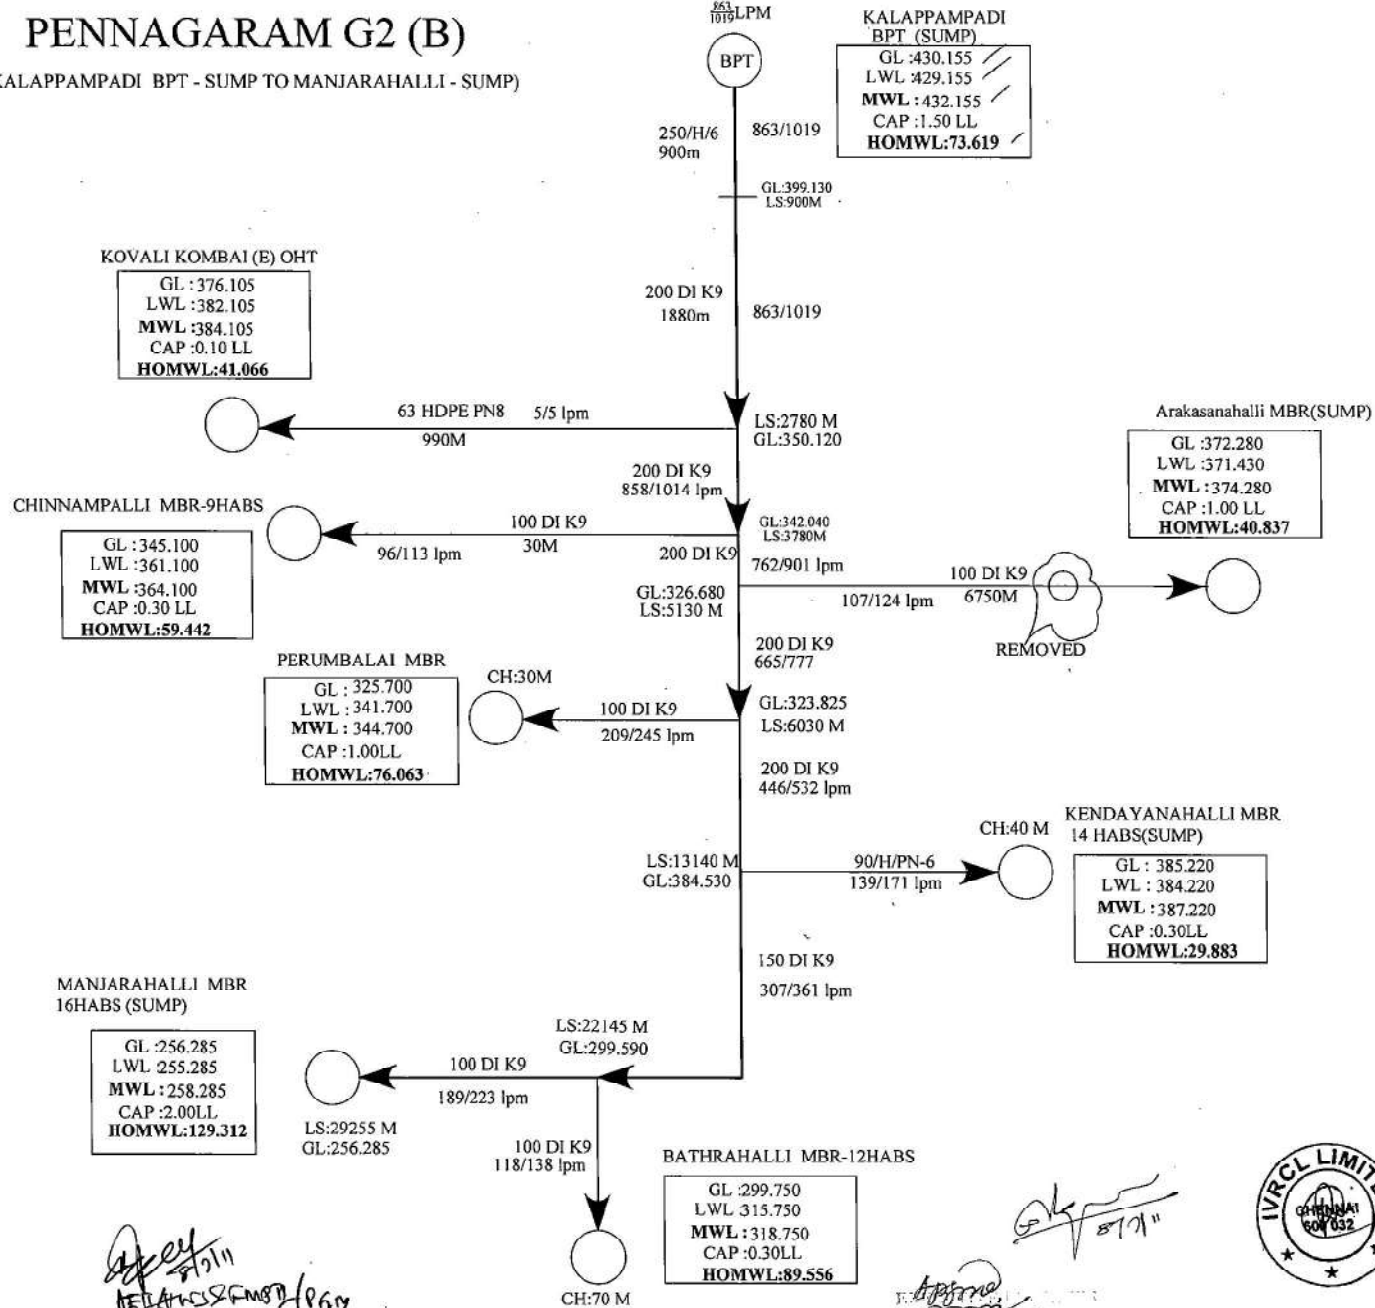 PENNAGARAM G2 (B)
KALAPPAMPADI BPT - SUMP TO MANJARAHALLI - SUMP)
863
1019 LPM
BPT
KALAPPAMPADI
BPT (SUMP)
GL :430.155
LWL :429.155
MWL :432.155
CAP :1.50 LL
HOMWL:73.619
250/H/6
900m
863/1019
GL:399.130
LS:900M
KOVALI KOMBAI (E) OHT
GL :376.105
LWL :382.105
MWL :384.105
CAP :0.10 LL
HOMWL:41.066
200 DI K9
1880m
863/1019
63 HDPE PN8 5/5 lpm
990M
LS:2780 M
GL:350.120
Arakasanahalli MBR(SUMP)
GL :372.280
LWL :371.430
MWL :374.280
CAP :1.00 LL
HOMWL:40.837
200 DI K9
858/1014 lpm
CHINNAMPALLI MBR-9HABS
GL :345.100
LWL :361.100
MWL :364.100
CAP :0.30 LL
HOMWL:59.442
100 DI K9
30M
96/113 lpm
GL:342.040
LS:3780M
200 DI K9
762/901 lpm
GL:326.680
LS:5130 M
100 DI K9
107/124 lpm
6750M
REMOVED
200 DI K9
665/777
PERUMBALAI MBR
GL : 325.700
LWL : 341.700
MWL : 344.700
CAP :1.00LL
HOMWL:76.063
CH:30M
100 DI K9
209/245 lpm
GL:323.825
LS:6030 M
200 DI K9
446/532 lpm
KENDAYANAHALLI MBR
14 HABS(SUMP)
GL : 385.220
LWL : 384.220
MWL :387.220
CAP :0.30LL
HOMWL:29.883
CH:40 M
LS:13140 M
GL:384.530
90/H/PN-6
139/171 lpm
150 DI K9
307/361 lpm
MANJARAHALLI MBR
16HABS (SUMP)
GL :256.285
LWL :255.285
MWL :258.285
CAP :2.00LL
HOMWL:129.312
LS:22145 M
GL:299.590
100 DI K9
189/223 lpm
LS:29255 M
GL:256.285
100 DI K9
118/138 lpm
BATHRAHALLI MBR-12HABS
GL :299.750
LWL :315.750
MWL :318.750
CAP :0.30LL
HOMWL:89.556
CH:70 M
8/7/11
8/7/11
IVRCL LIMITE
CHENNAI
600 032